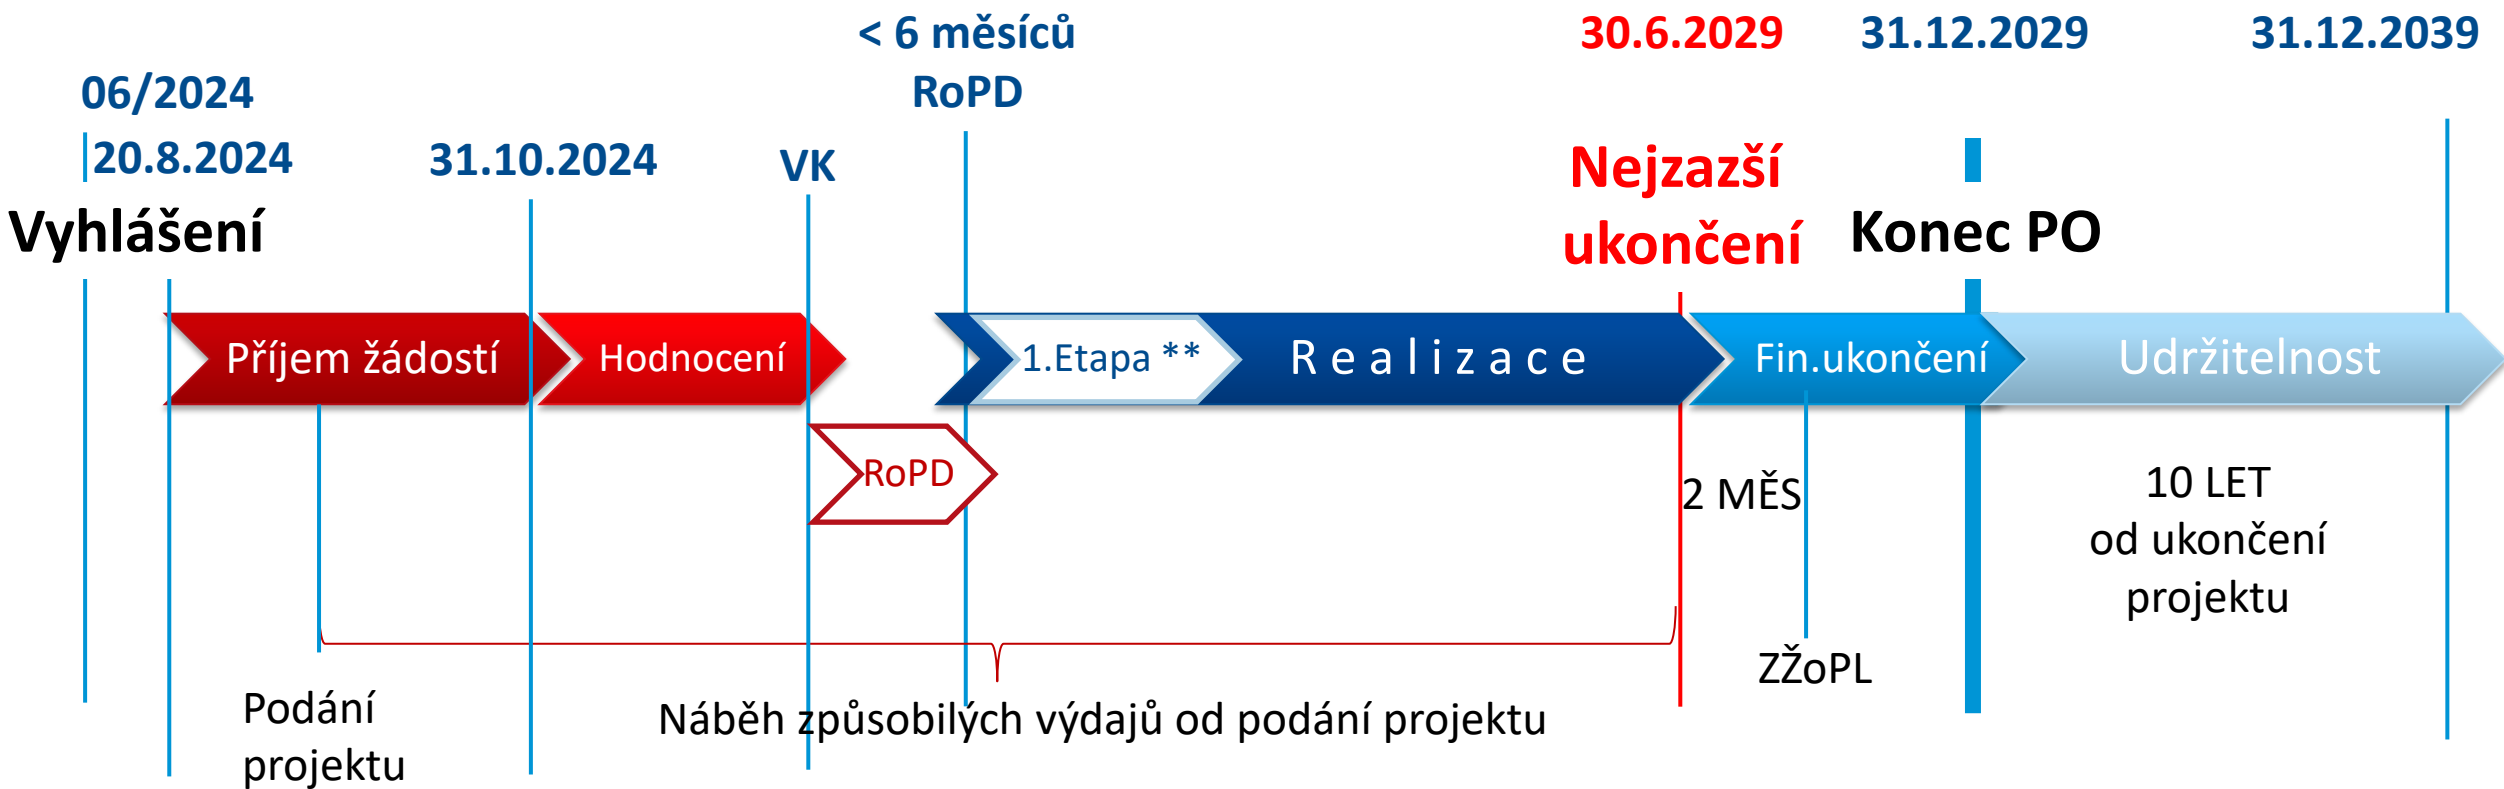 < 6 měsíců
RoPD
30.6.2029
31.12.2029
31.12.2039
06/2024
20.8.2024
31.10.2024
VK
Vyhlášení
Nejzazší
ukončení
Konec PO
Příjem žádostí
Hodnocení
1.Etapa **
Realizace
Fin.ukončení
Udržitelnost
RoPD
2 MĚS
10 LET
od ukončení
projektu
ZŽoPL
Podání
projektu
Náběh způsobilých výdajů od podání projektu